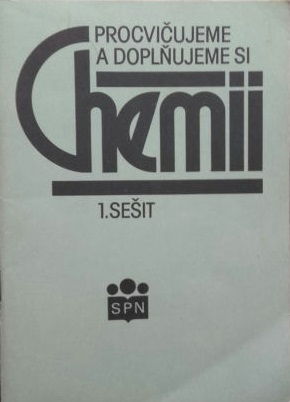 PROCVIČUJEME
A DOPLŇUJEME SI
Chemii
1. SEŠIT
SPN